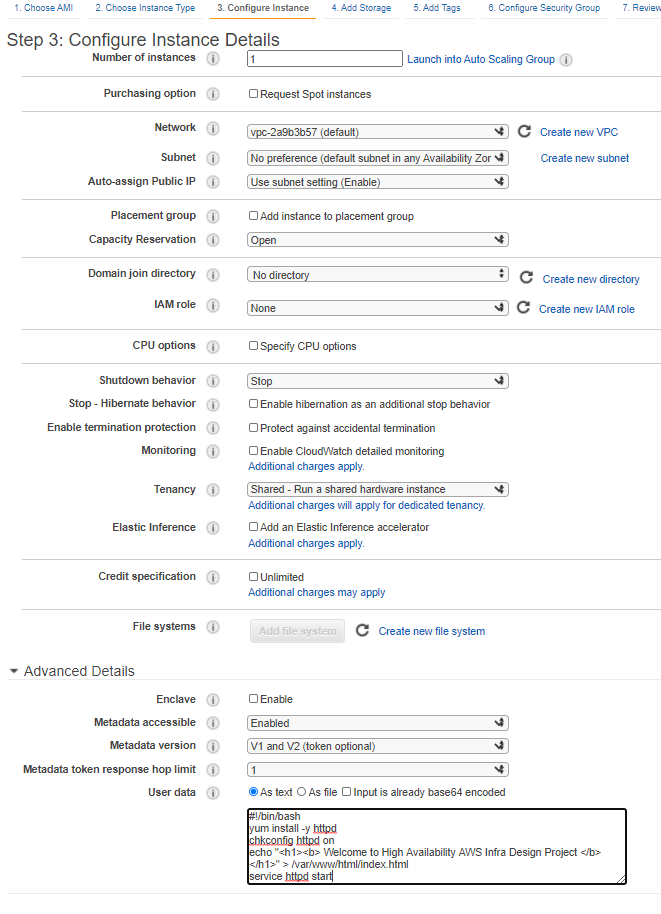 1. Choose AMI 2. Choose Instance Type 3. Configure Instance 4. Add Storage 5. Add Tags 6. Configure Security Group 7. Review
Step 3: Configure Instance Details
Number of instances i 1 Launch into Auto Scaling Group i
Purchasing option i Request Spot instances
Network i vpc-2a9b3b57 (default) Create new VPC
Subnet i No preference (default subnet in any Availability Zor Create new subnet
Auto-assign Public IP i Use subnet setting (Enable)
Placement group i Add instance to placement group
Capacity Reservation i Open
Domain join directory i No directory Create new directory
IAM role i None Create new IAM role
CPU options i Specify CPU options
Shutdown behavior i Stop
Stop - Hibernate behavior i Enable hibernation as an additional stop behavior
Enable termination protection i Protect against accidental termination
Monitoring i Enable CloudWatch detailed monitoring
Additional charges apply.
Tenancy i Shared - Run a shared hardware instance
Additional charges will apply for dedicated tenancy.
Elastic Inference i Add an Elastic Inference accelerator
Additional charges apply.
Credit specification i Unlimited
Additional charges may apply
File systems i Add file system Create new file system
Advanced Details
Enclave i Enable
Metadata accessible i Enabled
Metadata version i V1 and V2 (token optional)
Metadata token response hop limit i 1
User data i As text As file Input is already base64 encoded
#!/bin/bash
yum install -y httpd
chkconfig httpd on
echo "<h1><b> Welcome to High Availability AWS Infra Design Project </b>
</h1>" > /var/www/html/index.html
service httpd start